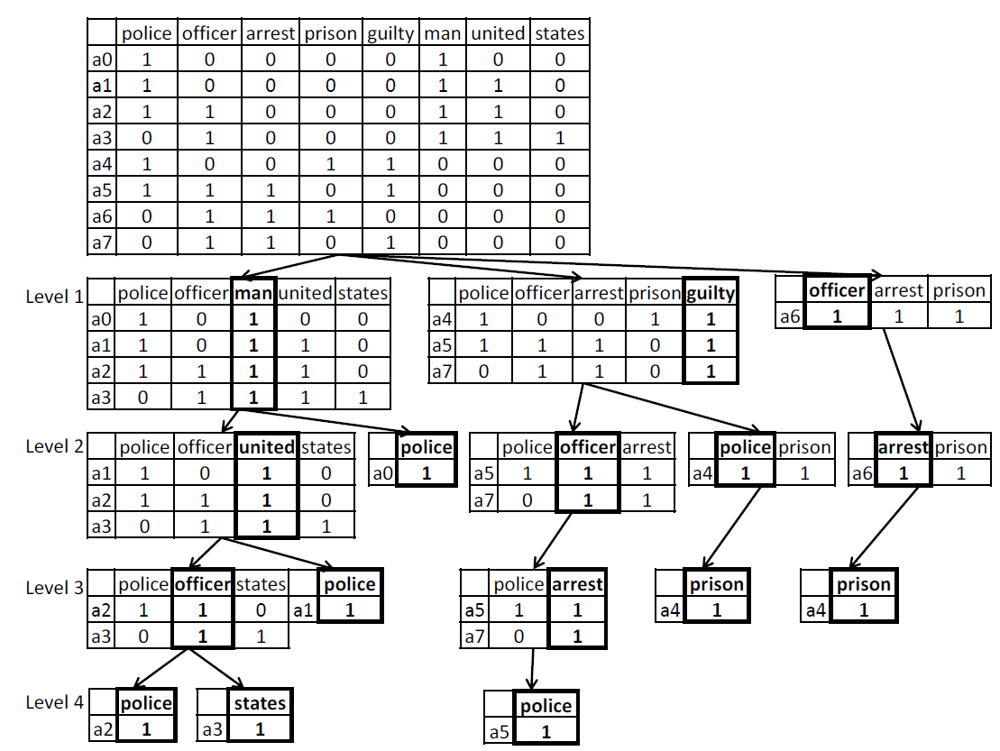 police officer arrest prison guilty man united states
a0 1 0 0 0 0 1 0 0
a1 1 0 0 0 0 1 1 0
a2 1 1 0 0 0 1 1 0
a3 0 1 0 0 0 1 1 1
a4 1 0 0 1 1 0 0 0
a5 1 1 1 0 1 0 0 0
a6 0 1 1 1 0 0 0 0
a7 0 1 1 0 1 0 0 0
Level 1
police officer man united states
a0 1 0 1 0 0
a1 1 0 1 1 0
a2 1 1 1 1 0
a3 0 1 1 1 1
police officer arrest prison guilty
a4 1 0 0 1 1
a5 1 1 1 0 1
a7 0 1 1 0 1
officer arrest prison
a6 1 1 1
Level 2
police officer united states
a1 1 0 1 0
a2 1 1 1 0
a3 0 1 1 1
police
a0 1
police officer arrest
a5 1 1 1
a7 0 1 1
police prison
a4 1 1
arrest prison
a6 1 1
Level 3
police officer states
a2 1 1 0
a3 0 1 1
police
a1 1
police arrest
a5 1 1
a7 0 1
prison
a4 1
prison
a4 1
Level 4
police
a2 1
states
a3 1
police
a5 1